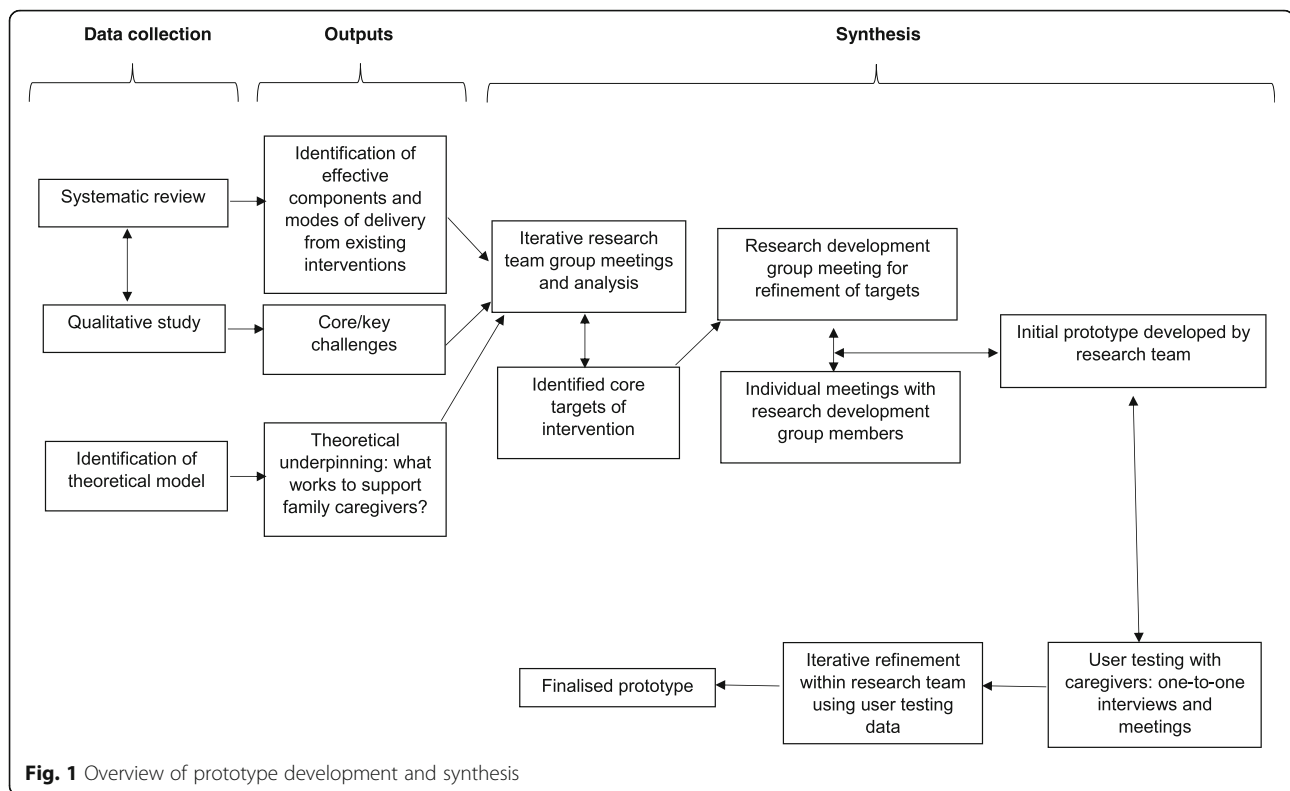 Data collection
Outputs
Synthesis
Systematic review
Identification of
effective
components and
modes of delivery
from existing
interventions
Qualitative study
Core/key
challenges
Identification of
theoretical model
Theoretical
underpinning: what
works to support
family caregivers?
Iterative research
team group meetings
and analysis
Identified core
targets of
intervention
Research development
group meeting for
refinement of targets
Individual meetings with
research development
group members
Initial prototype developed by
research team
User testing with
caregivers: one-to-one
interviews and
meetings
Iterative refinement
within research team
using user testing
data
Finalised prototype
Fig. 1 Overview of prototype development and synthesis